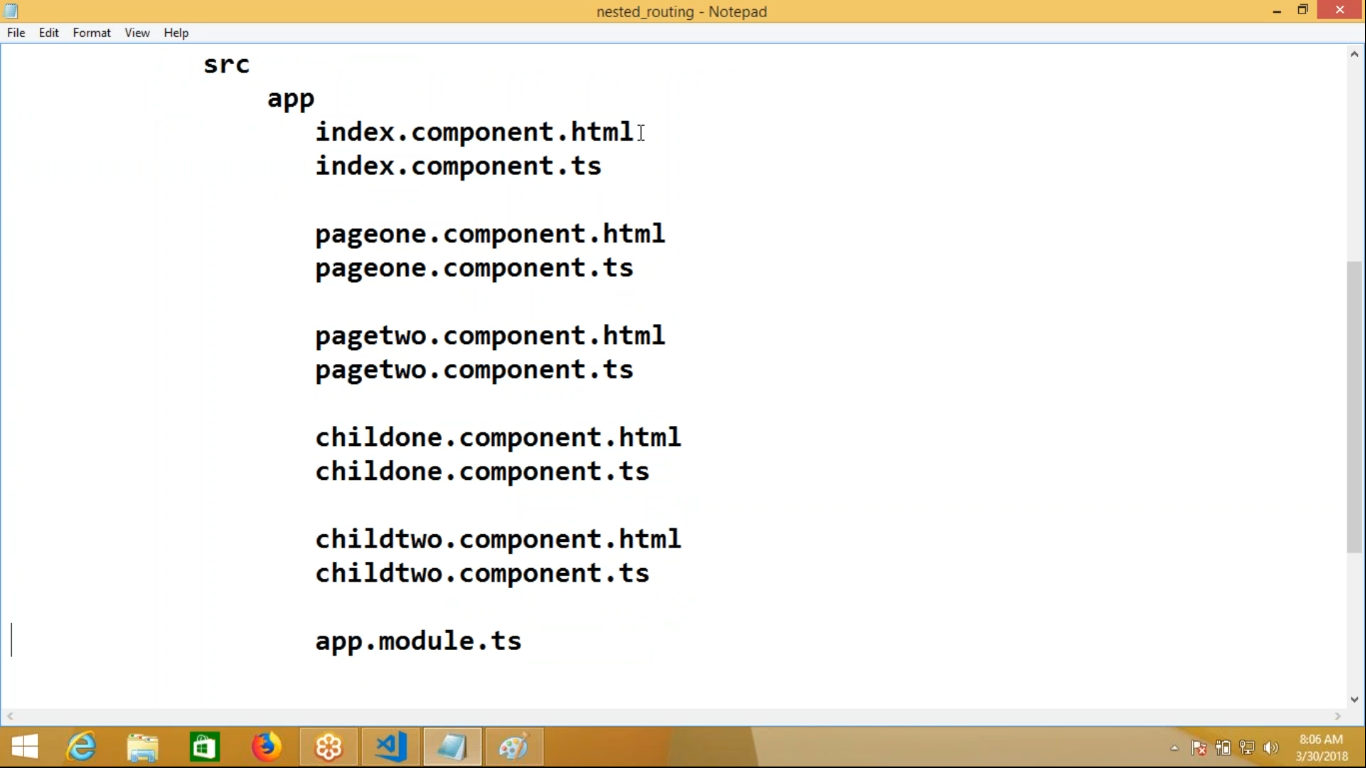 nested_routing - Notepad
File Edit Format View Help
src
app
index.component.html
index.component.ts
pageone.component.html
pageone.component.ts
pagetwo.component.html
pagetwo.component.ts
childone.component.html
childone.component.ts
childtwo.component.html
childtwo.component.ts
app.module.ts
8:06 AM
3/30/2018